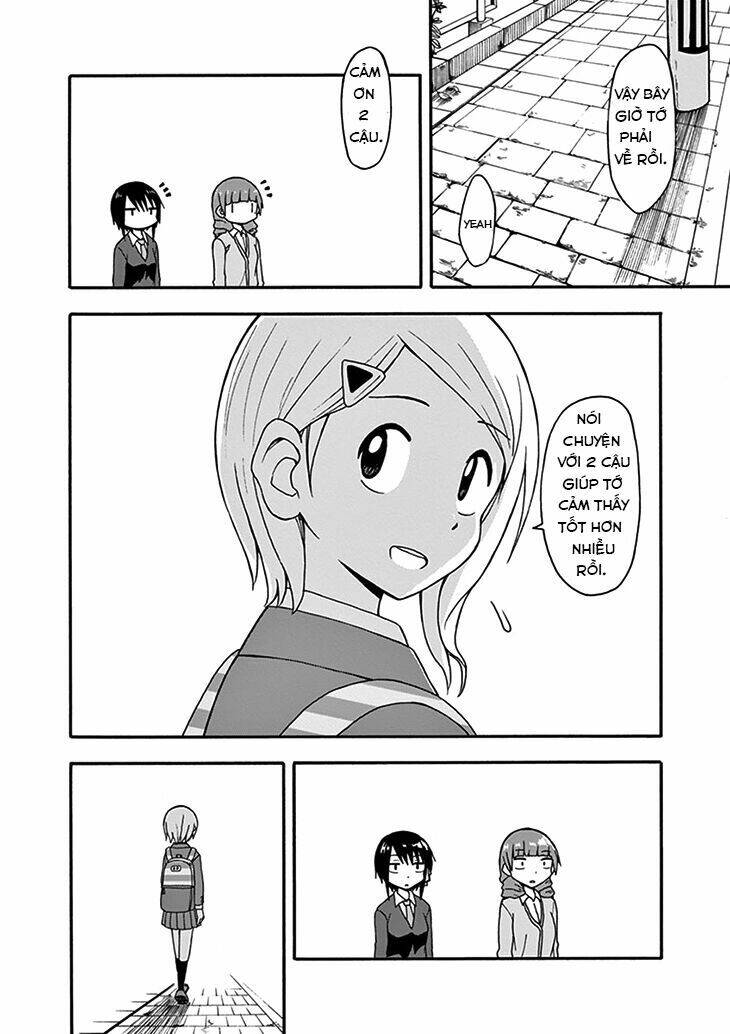 VẬY BÂY
GIỜ TỚ
PHẢI
VỀ RỒI.
YEAH
CẢM
ƠN
2
CẬU.
NÓI
CHUYỆN
VỚI 2 CẬU
GIÚP TỚ
CẢM THẤY
TỐT HƠN
NHIỀU
RỒI.